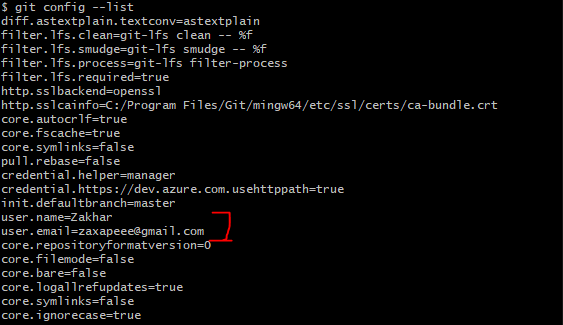 $ git config --list
diff.astextplain.textconv=astextplain
filter.lfs.clean=git-lfs clean -- %f
filter.lfs.smudge=git-lfs smudge -- %f
filter.lfs.process=git-lfs filter-process
filter.lfs.required=true
http.sslbackend=openssl
http.sslcainfo=C:/Program Files/Git/mingw64/etc/ssl/certs/ca-bundle.crt
core.autocrlf=true
core.fscache=true
core.symlinks=false
pull.rebase=false
credential.helper=manager
credential.https://dev.azure.com.usehttppath=true
init.defaultbranch=master
user.name=Zakhar
user.email=zaxapeee@gmail.com
core.repositoryformatversion=0
core.filemode=false
core.bare=false
core.logallrefupdates=true
core.symlinks=false
core.ignorecase=true